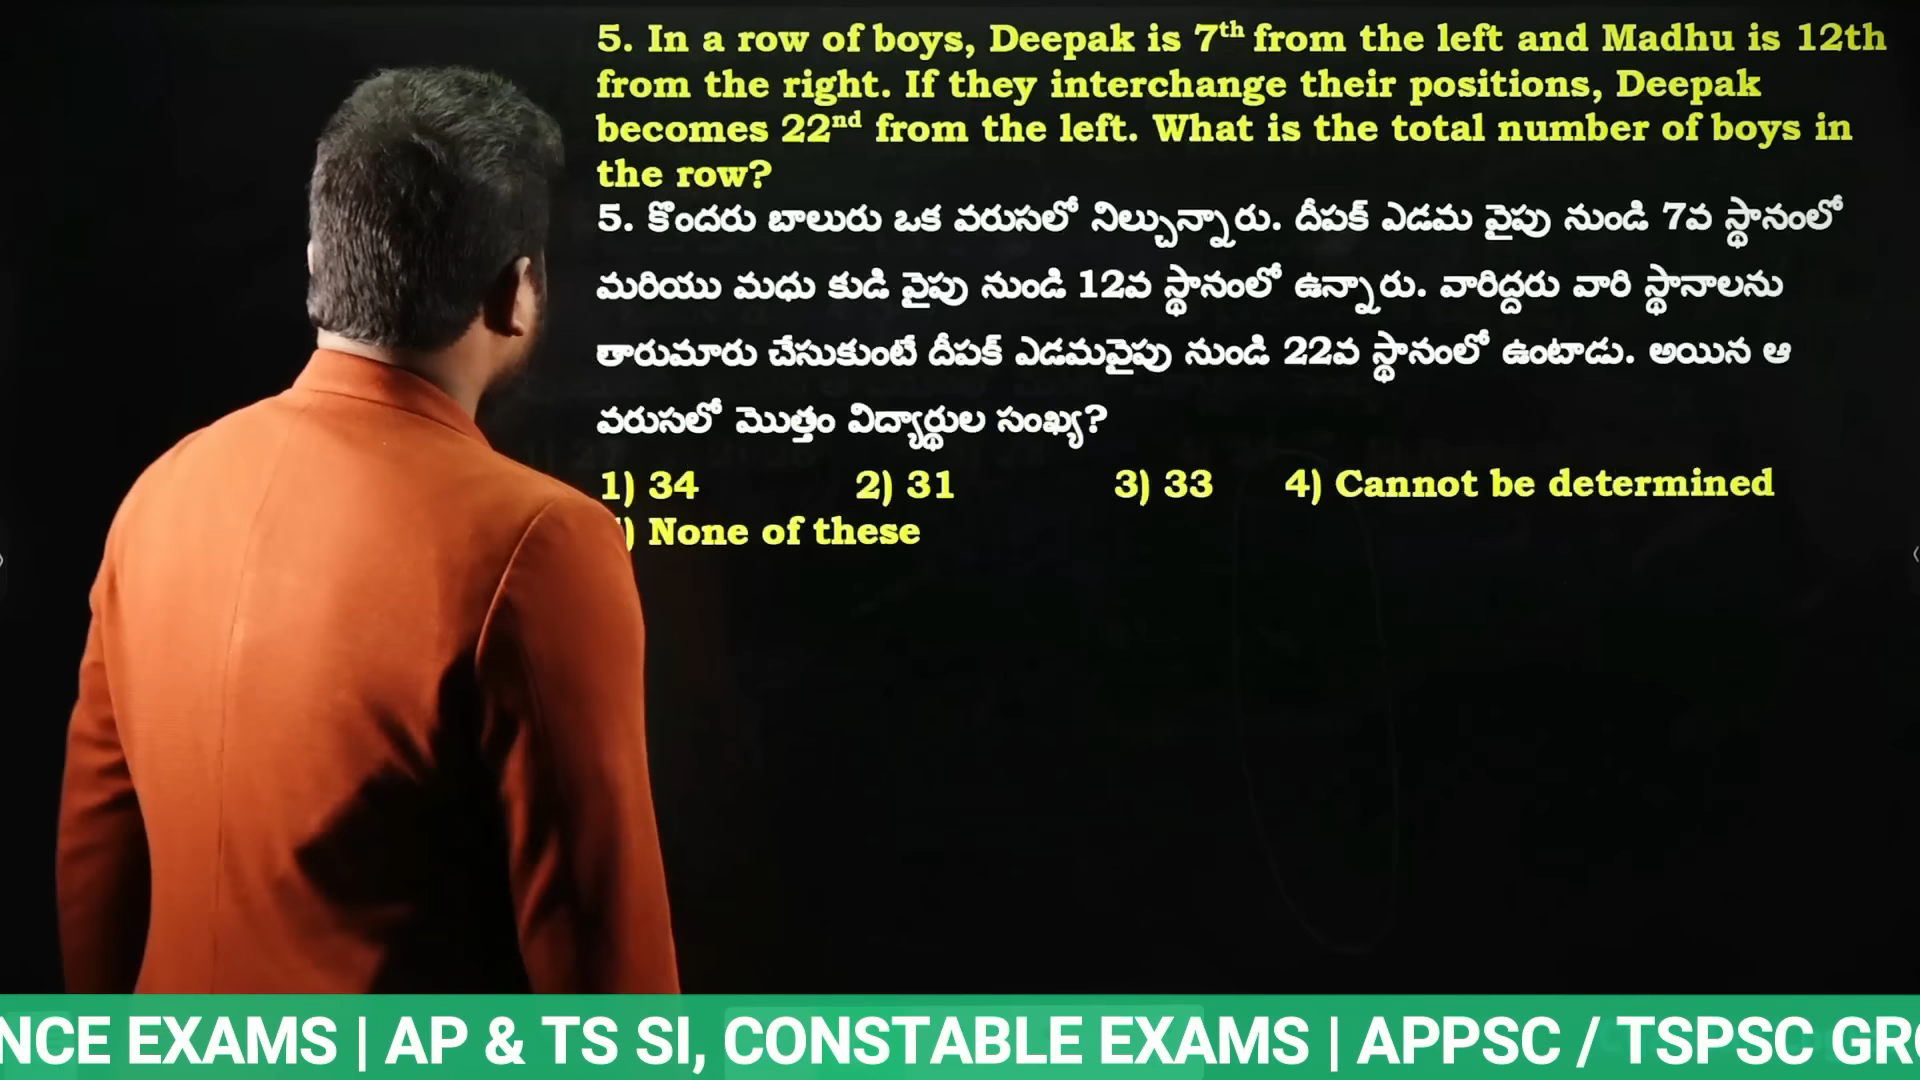 5. In a row of boys, Deepak is 7th from the left and Madhu is 12th
from the right. If they interchange their positions, Deepak
becomes 22nd from the left. What is the total number of boys in
the row?
5. కొందరు బాలురు ఒక వరుసలో నిల్చున్నారు. దీపక్ ఎడమ వైపు నుండి 7వ స్థానంలో
మరియు మధు కుడి వైపు నుండి 12వ స్థానంలో ఉన్నారు. వారిద్దరు వారి స్థానాలను
తారుమారు చేసుకుంటే దీపక్ ఎడమవైపు నుండి 22వ స్థానంలో ఉంటాడు. అయిన ఆ
వరుసలో మొత్తం విద్యార్థుల సంఖ్య?
1) 34 2) 31 3) 33 4) Cannot be determined
) None of these
NCE EXAMS | AP & TS SI, CONSTABLE EXAMS | APPSC / TSPSC GR